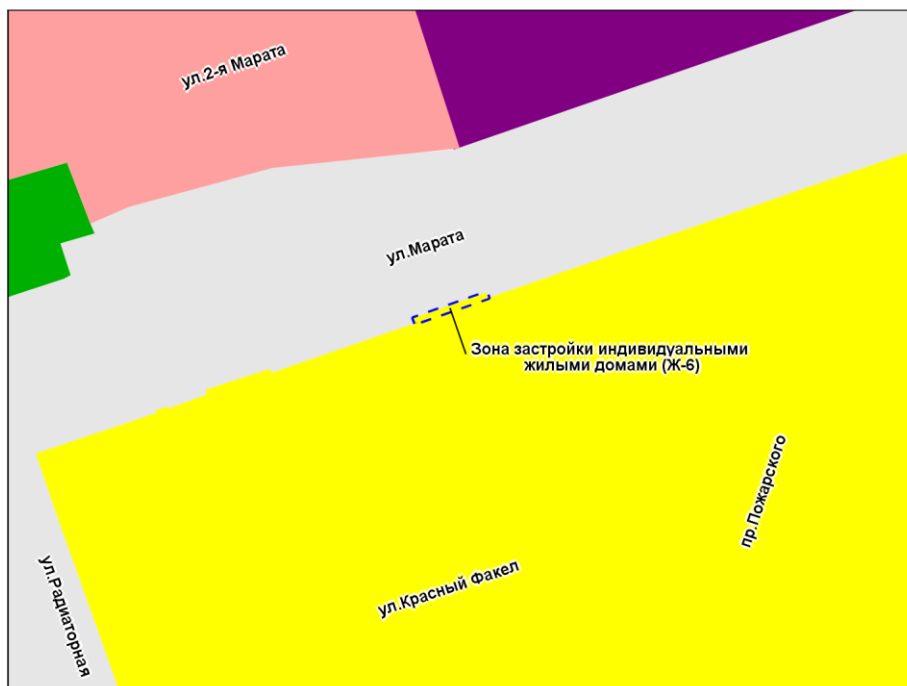 ул.2-я Марата
ул.Марата
Зона застройки индивидуальными
жилыми домами (Ж-6)
пр.Пожарского
ул.Красный Факел
ул.Радиаторная